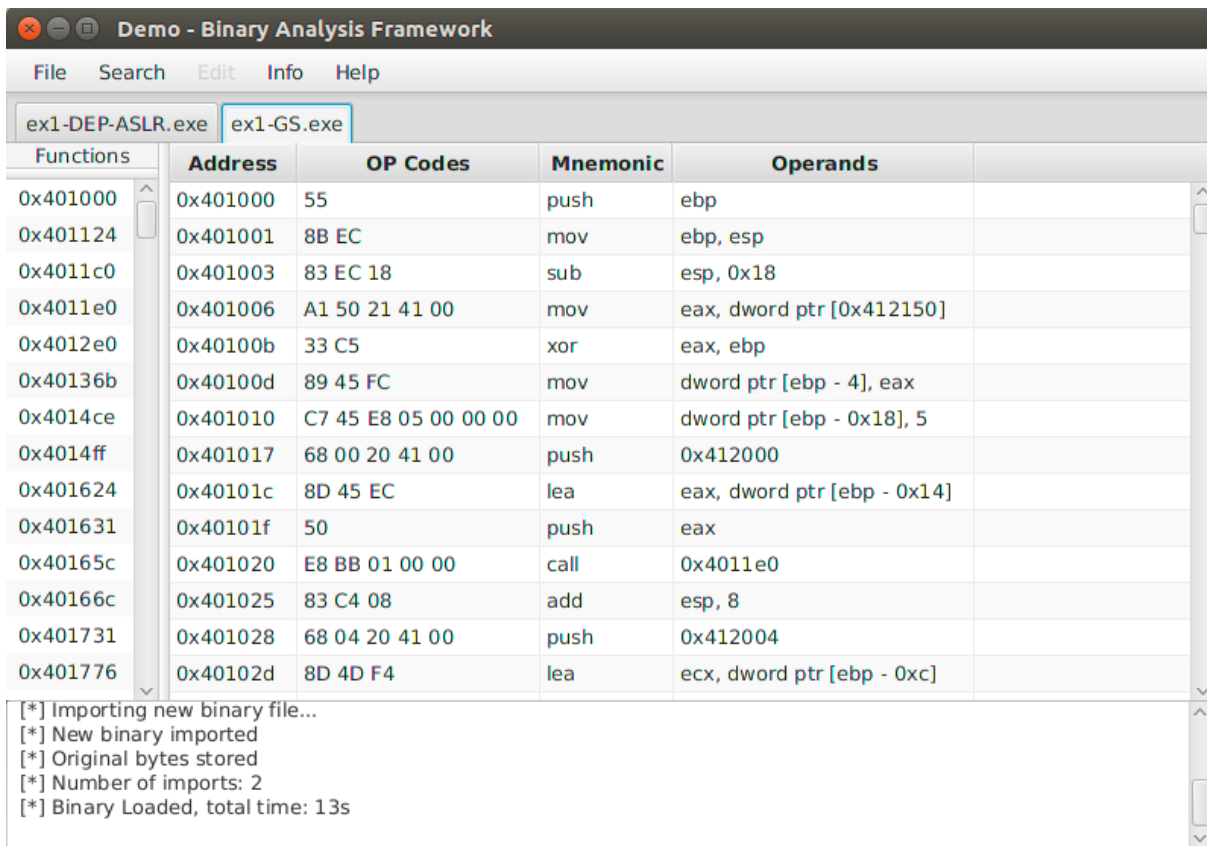 Demo - Binary Analysis Framework
File Search Edit Info Help
ex1-DEP-ASLR.exe ex1-GS.exe
Functions Address OP Codes Mnemonic Operands
0x401000 0x401000 55 push ebp
0x401124 0x401001 8B EC mov ebp, esp
0x4011c0 0x401003 83 EC 18 sub esp, 0x18
0x4011e0 0x401006 A1 50 21 41 00 mov eax, dword ptr [0x412150]
0x4012e0 0x40100b 33 C5 xor eax, ebp
0x40136b 0x40100d 89 45 FC mov dword ptr [ebp - 4], eax
0x4014ce 0x401010 C7 45 E8 05 00 00 00 mov dword ptr [ebp - 0x18], 5
0x4014ff 0x401017 68 00 20 41 00 push 0x412000
0x401624 0x40101c 8D 45 EC lea eax, dword ptr [ebp - 0x14]
0x401631 0x40101f 50 push eax
0x40165c 0x401020 E8 BB 01 00 00 call 0x4011e0
0x40166c 0x401025 83 C4 08 add esp, 8
0x401731 0x401028 68 04 20 41 00 push 0x412004
0x401776 0x40102d 8D 4D F4 lea ecx, dword ptr [ebp - 0xc]
[*] Importing new binary file...
[*] New binary imported
[*] Original bytes stored
[*] Number of imports: 2
[*] Binary Loaded, total time: 13s